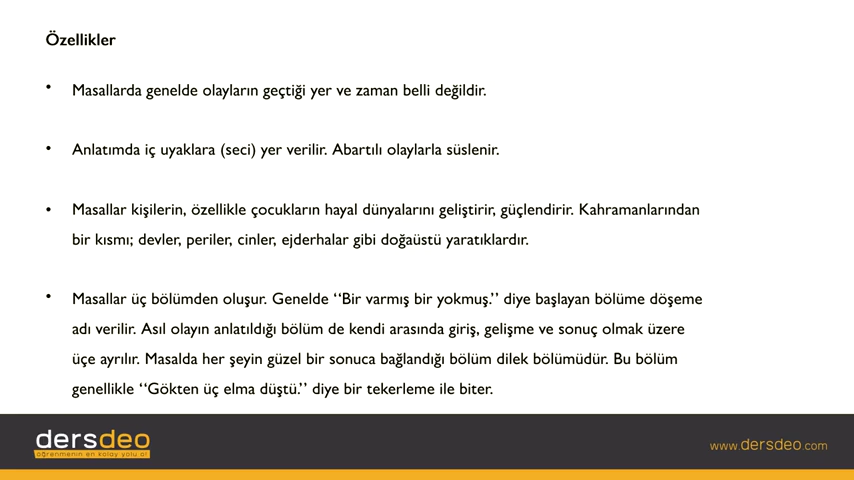 Özellikler
• Masallarda genelde olayların geçtiği yer ve zaman belli değildir.
• Anlatımda iç uyaklara (seci) yer verilir. Abartılı olaylarla süslenir.
• Masallar kişilerin, özellikle çocukların hayal dünyalarını geliştirir, güçlendirir. Kahramanlarından
bir kısmı; devler, periler, cinler, ejderhalar gibi doğaüstü yaratıklardır.
• Masallar üç bölümden oluşur. Genelde “Bir varmış bir yokmuş.” diye başlayan bölüme döşeme
adı verilir. Asıl olayın anlatıldığı bölüm de kendi arasında giriş, gelişme ve sonuç olmak üzere
üçe ayrılır. Masalda her şeyin güzel bir sonuca bağlandığı bölüm dilek bölümüdür. Bu bölüm
genellikle “Gökten üç elma düştü.” diye bir tekerleme ile biter.
dersdeo
öğrenmenin en kolay yolu o!
www.dersdeo.com